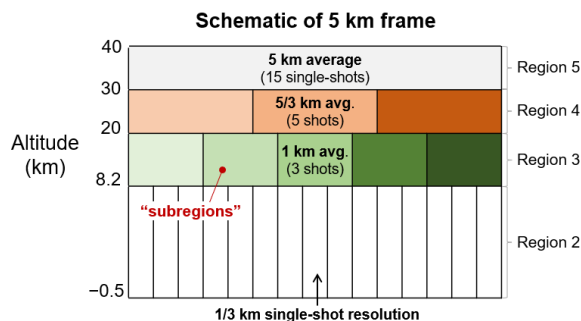 Schematic of 5 km frame
40
5 km average
(15 single-shots)
Region 5
30
5/3 km avg.
(5 shots)
Region 4
20
Altitude
(km)
1 km avg.
(3 shots)
Region 3
8.2
“subregions”
Region 2
−0.5
1/3 km single-shot resolution